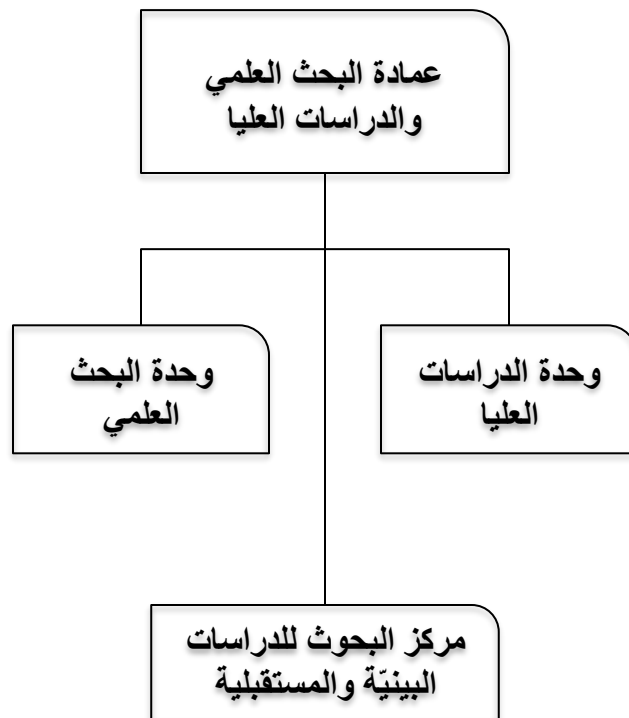 عمادة البحث العلمي
والدراسات العليا
وحدة الدراسات
العليا
وحدة البحث
العلمي
مركز البحوث للدراسات
البينيّة والمستقبلية